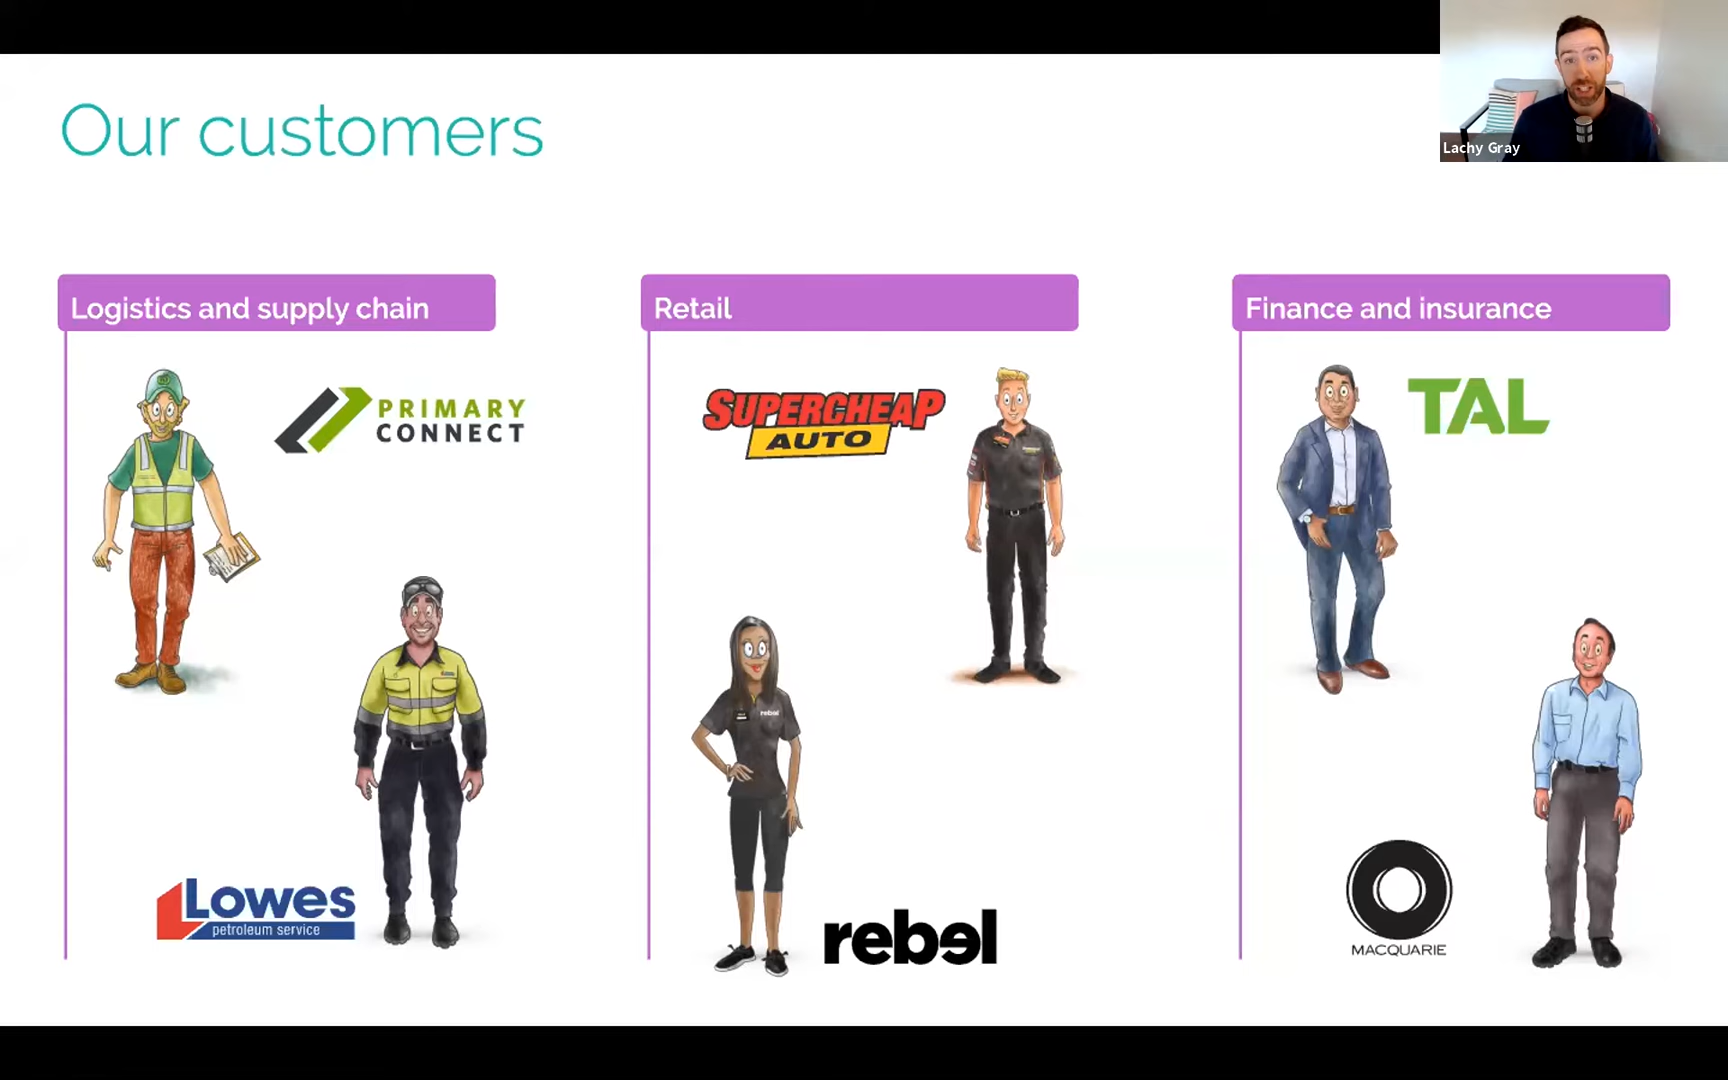 Our customers
Lachy Gray
Logistics and supply chain
PRIMARY
CONNECT
Lowes
petroleum service
Retail
SUPERCHEAP
AUTO
rebel
rebel
Finance and insurance
TAL
MACQUARIE